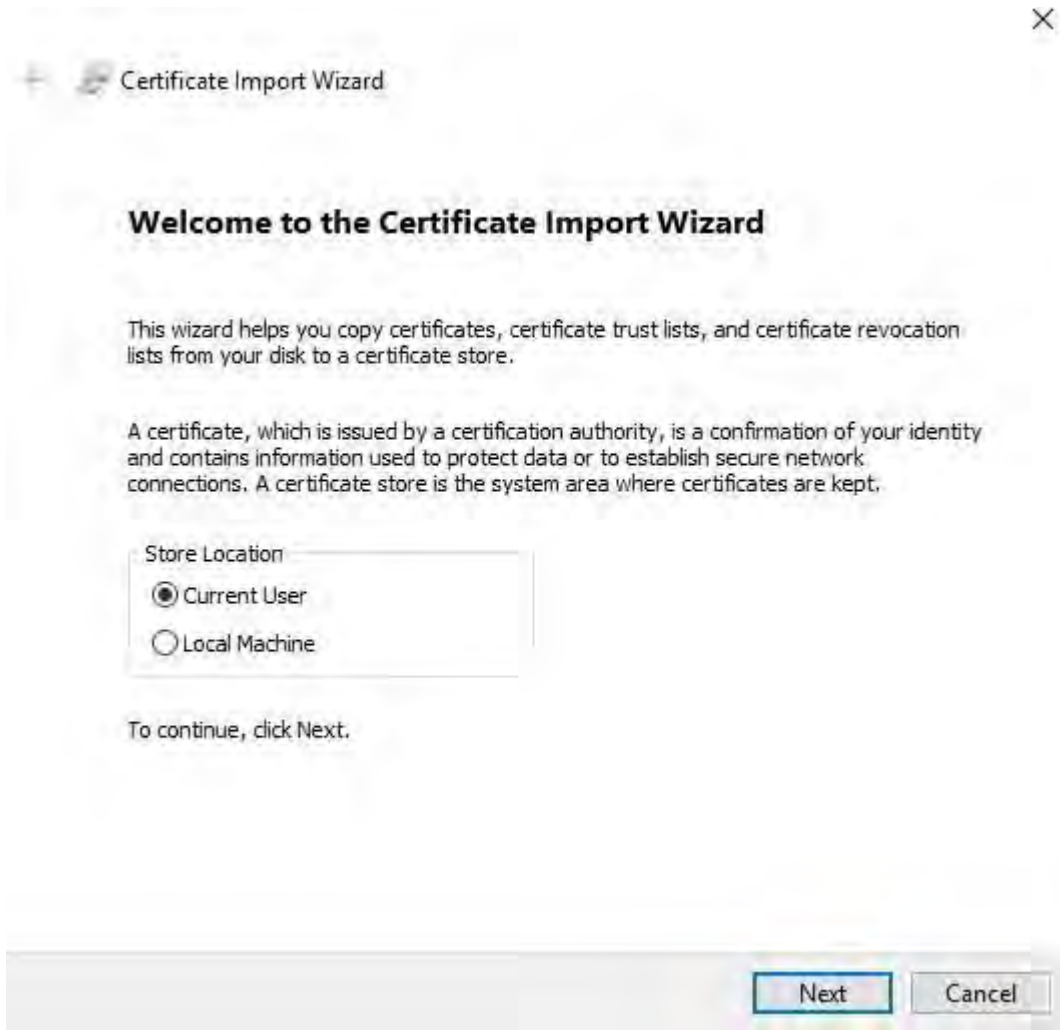 Certificate Import Wizard
Welcome to the Certificate Import Wizard
This wizard helps you copy certificates, certificate trust lists, and certificate revocation
lists from your disk to a certificate store.
A certificate, which is issued by a certification authority, is a confirmation of your identity
and contains information used to protect data or to establish secure network
connections. A certificate store is the system area where certificates are kept.
Store Location
Current User
Local Machine
To continue, click Next.
Next Cancel